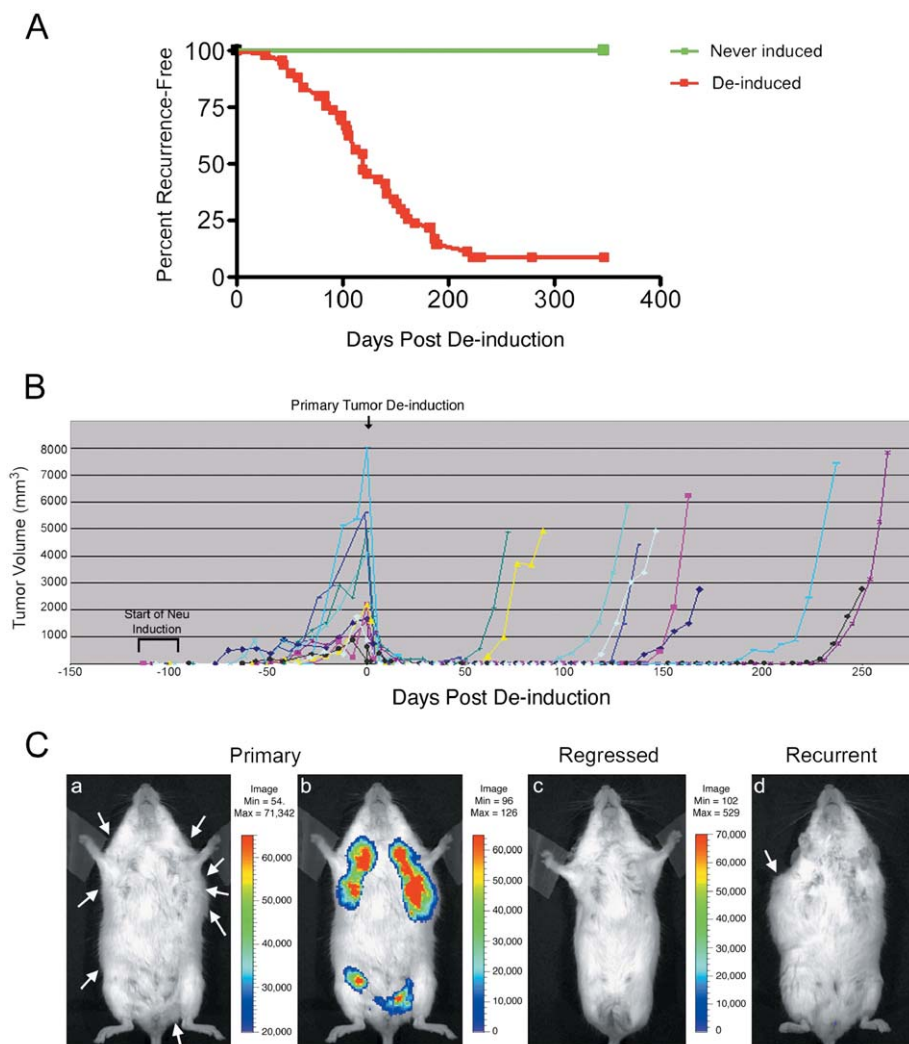 A
Percent Recurrence-Free
100
75
50
25
0
0 100 200 300 400
Days Post De-induction
Never induced
De-induced
B
Primary Tumor De-induction
Tumor Volume (mm3)
8000
7000
6000
5000
4000
3000
2000
1000
Start of Neu
Induction
-150 -100 -50 0 50 100 150 200 250
Days Post De-induction
C
Primary
Regressed
Recurrent
a
Image
Min = 54.
Max = 71,342
60,000
50,000
40,000
30,000
20,000
b
Image
Min = 96
Max = 126
60,000
50,000
40,000
30,000
20,000
10,000
0
c
Image
Min = 102
Max = 529
70,000
60,000
50,000
40,000
30,000
20,000
10,000
0
d